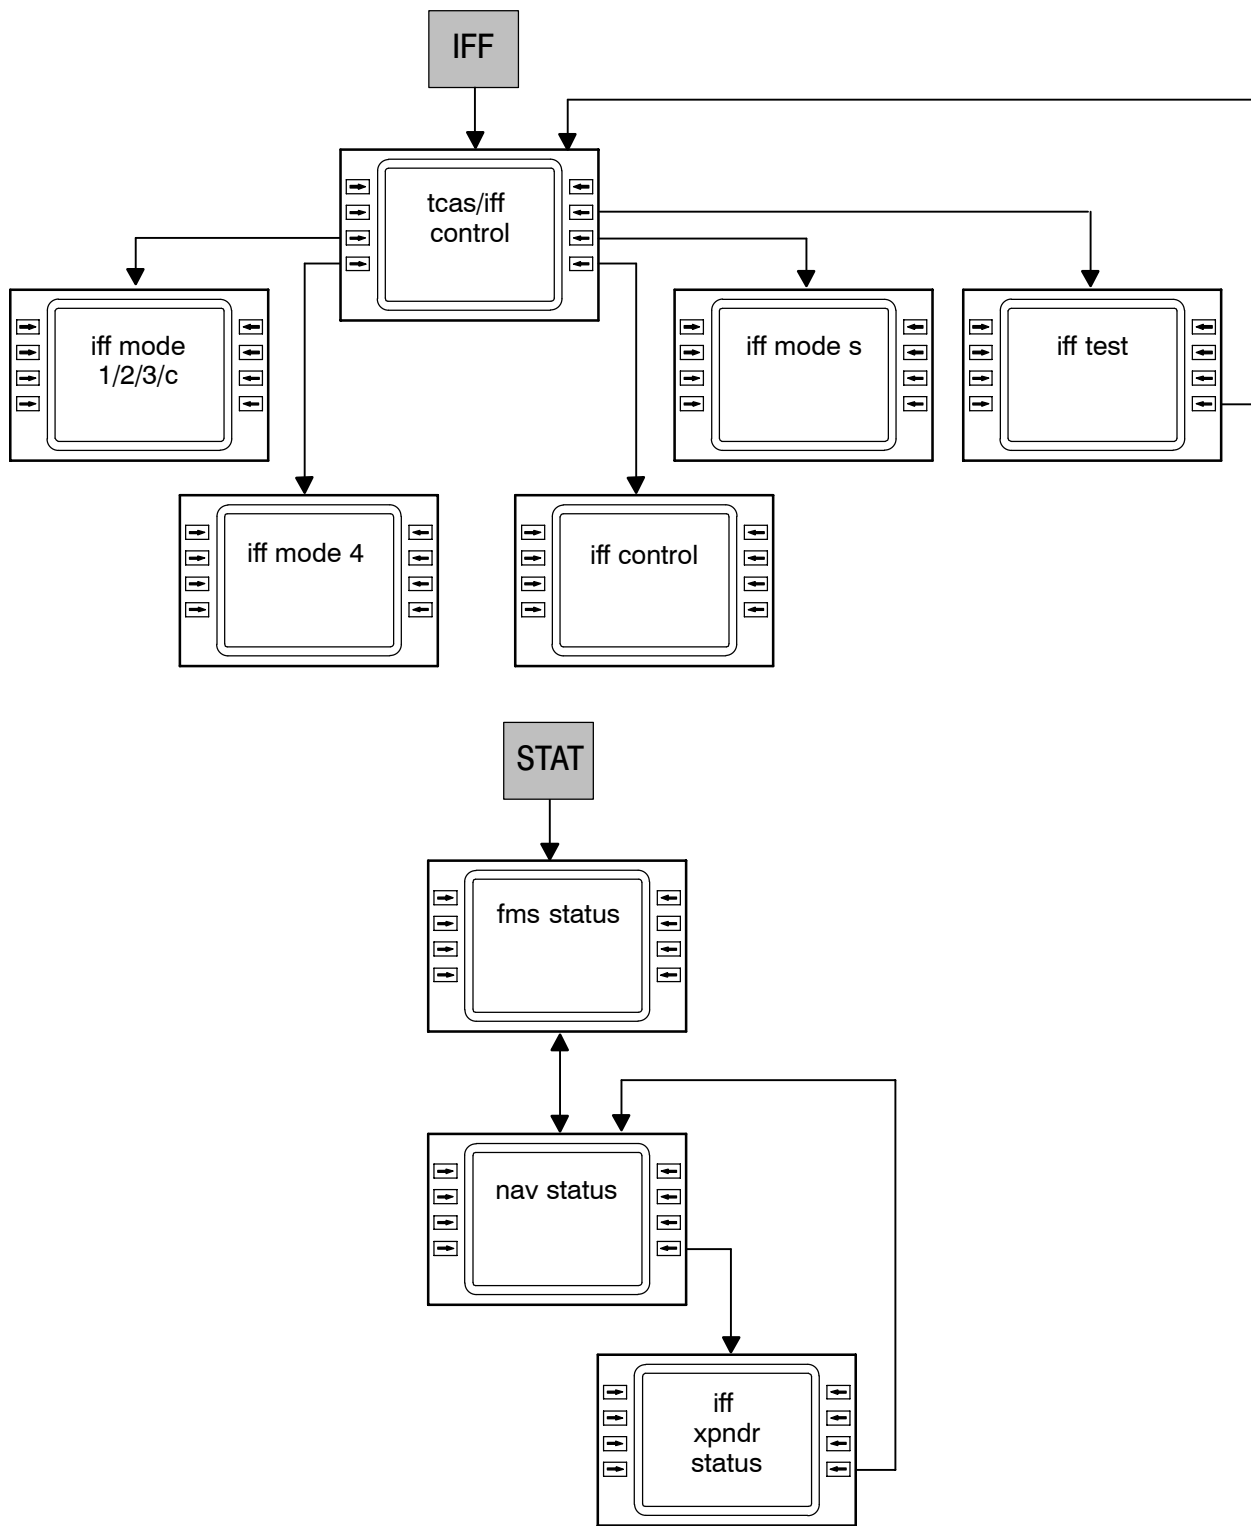 IFF
tcas/iff
control
iff mode
1/2/3/c
iff mode s
iff test
iff mode 4
iff control
STAT
fms status
nav status
iff
xpndr
status